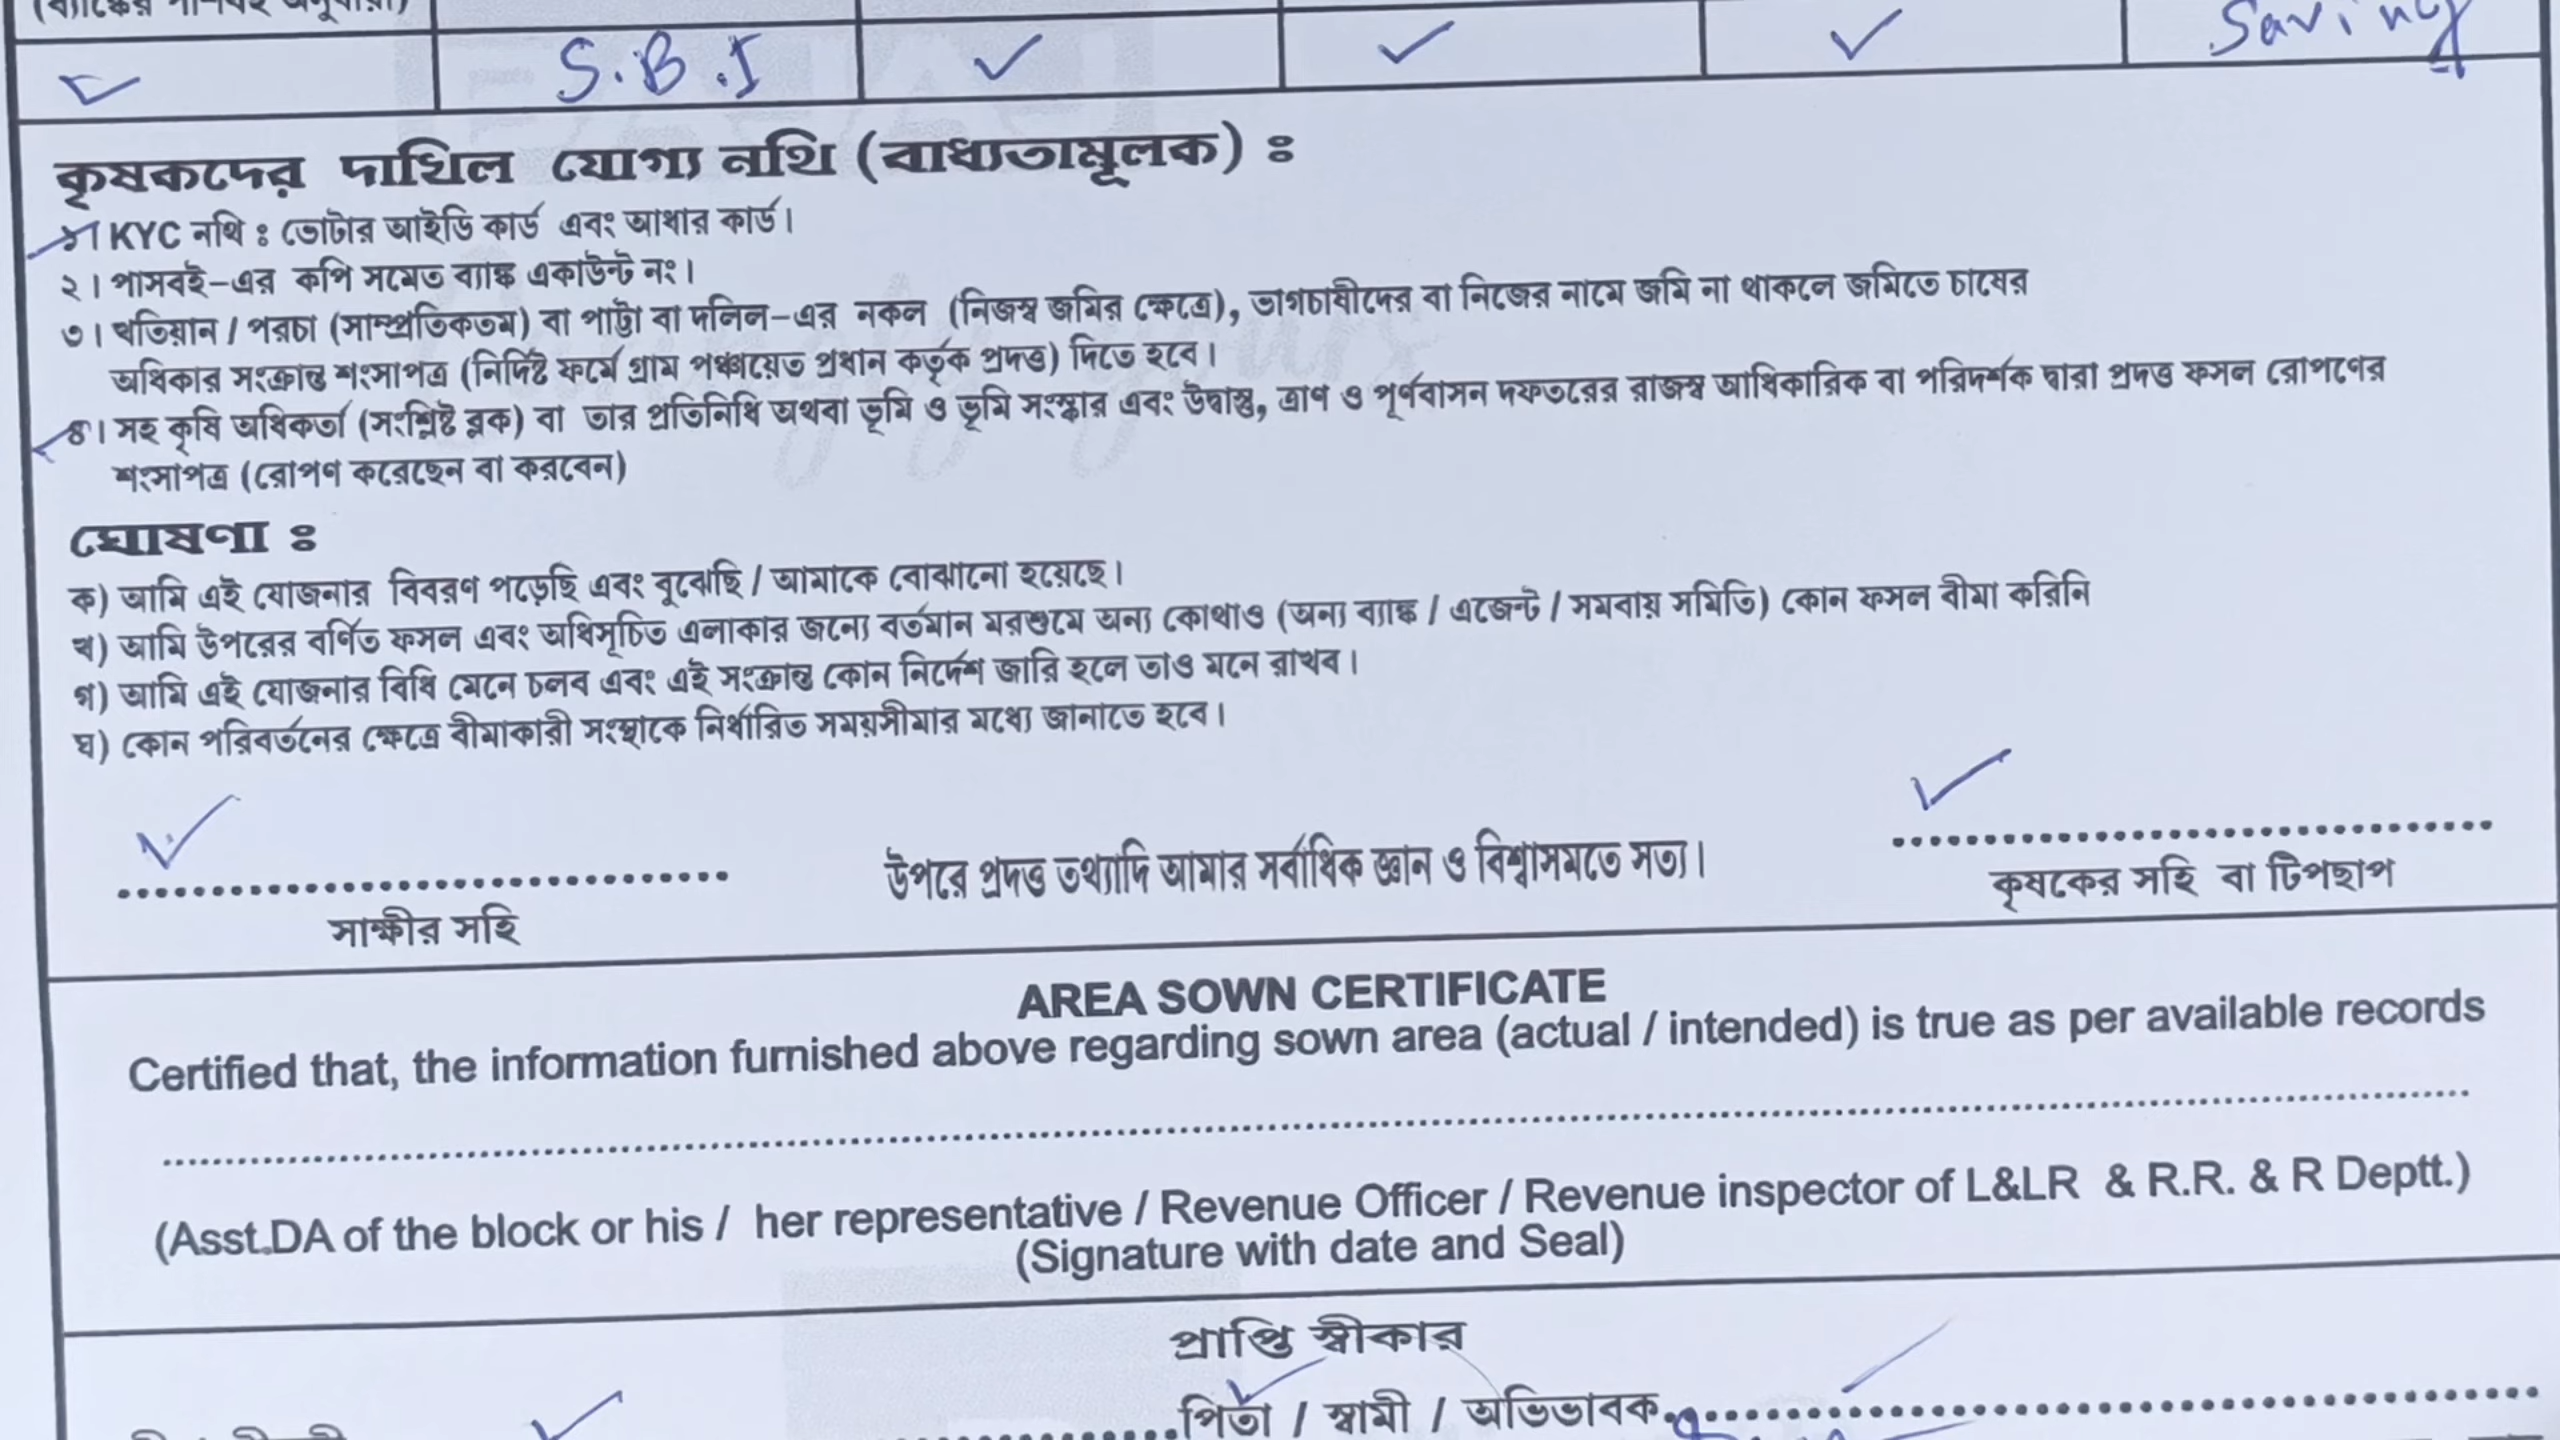 (ব্যাংকের পাশবই অনুযায়ী)
S.B.I Saving
কৃষকদের দাখিল যোগ্য নথি (বাধ্যতামূলক) ঃ
১। KYC নথি ঃ ভোটার আইডি কার্ড এবং আধার কার্ড।
২। পাসবই-এর কপি সমেত ব্যাঙ্ক একাউন্ট নং।
৩। খতিয়ান / পরচা (সাম্প্রতিকতম) বা পাট্টা বা দলিল-এর নকল (নিজস্ব জমির ক্ষেত্রে), ভাগচাষীদের বা নিজের নামে জমি না থাকলে জমিতে চাষের
অধিকার সংক্রান্ত শংসাপত্র (নির্দিষ্ট ফর্মে গ্রাম পঞ্চায়েত প্রধান কর্তৃক প্রদত্ত) দিতে হবে।
৪। সহ কৃষি অধিকর্তা (সংশ্লিষ্ট ব্লক) বা তার প্রতিনিধি অথবা ভূমি ও ভূমি সংস্কার এবং উদ্বাস্তু, ত্রাণ ও পূর্ণবাসন দফতরের রাজস্ব আধিকারিক বা পরিদর্শক দ্বারা প্রদত্ত ফসল রোপণের
শংসাপত্র (রোপণ করেছেন বা করবেন)
ঘোষণা ঃ
ক) আমি এই যোজনার বিবরণ পড়েছি এবং বুঝেছি / আমাকে বোঝানো হয়েছে।
খ) আমি উপরের বর্ণিত ফসল এবং অধিসূচিত এলাকার জন্যে বর্তমান মরশুমে অন্য কোথাও (অন্য ব্যাঙ্ক / এজেন্ট / সমবায় সমিতি) কোন ফসল বীমা করিনি
গ) আমি এই যোজনার বিধি মেনে চলব এবং এই সংক্রান্ত কোন নির্দেশ জারি হলে তাও মনে রাখব।
ঘ) কোন পরিবর্তনের ক্ষেত্রে বীমাকারী সংস্থাকে নির্ধারিত সময়সীমার মধ্যে জানাতে হবে।
উপরে প্রদত্ত তথ্যাদি আমার সর্বাধিক জ্ঞান ও বিশ্বাসমতে সত্য।
সাক্ষীর সহি
কৃষকের সহি বা টিপছাপ
AREA SOWN CERTIFICATE
Certified that, the information furnished above regarding sown area (actual / intended) is true as per available records
(Asst.DA of the block or his / her representative / Revenue Officer / Revenue inspector of L&LR & R.R. & R Deptt.)
(Signature with date and Seal)
প্রাপ্তি স্বীকার
পিতা / স্বামী / অভিভাবক